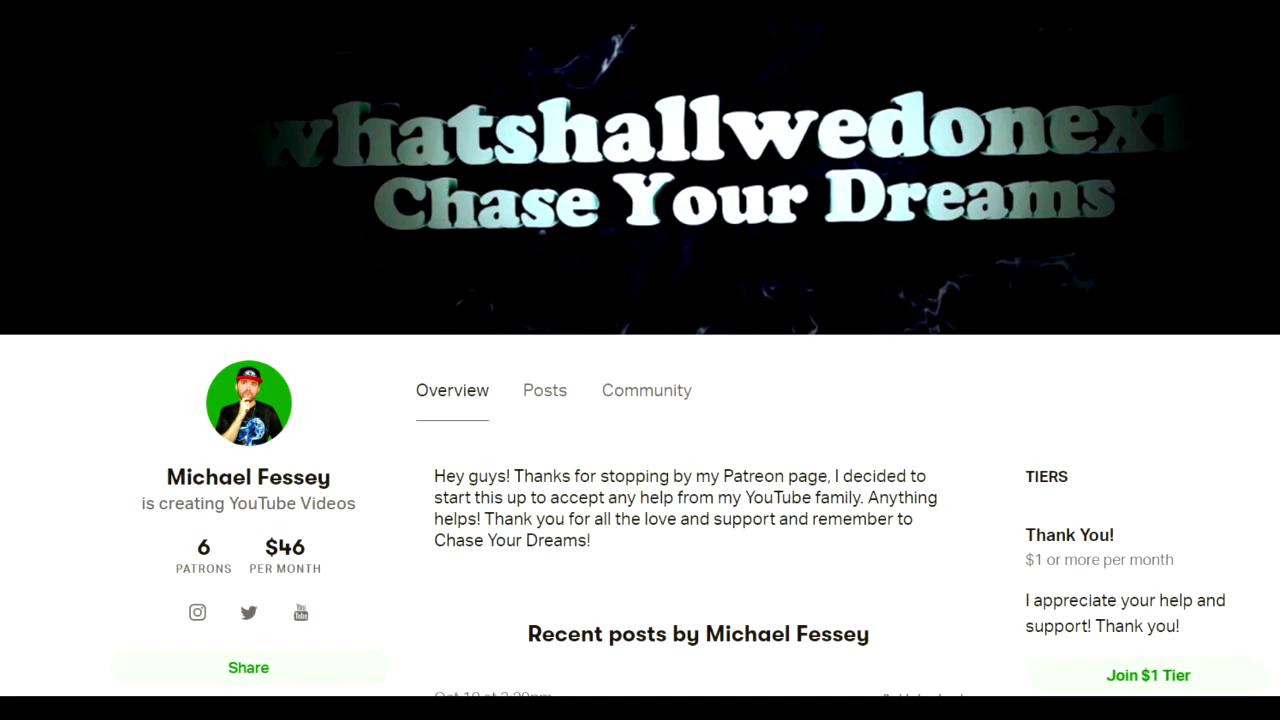 whatshallwedonext
Chase Your Dreams
Michael Fessey
is creating YouTube Videos
6
PATRONS
$46
PER MONTH
You
Tube
Share
Overview
Posts
Community
Hey guys! Thanks for stopping by my Patreon page, I decided to
start this up to accept any help from my YouTube family. Anything
helps! Thank you for all the love and support and remember to
Chase Your Dreams!
Recent posts by Michael Fessey
TIERS
Thank You!
$1 or more per month
I appreciate your help and
support! Thank you!
Join $1 Tier